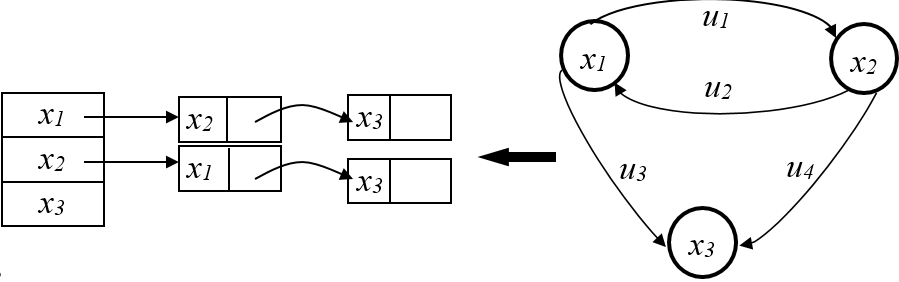 x1 x2 x3
x2 x1 x3
x3
x1 u1 x2
u2
u3 u4
x3